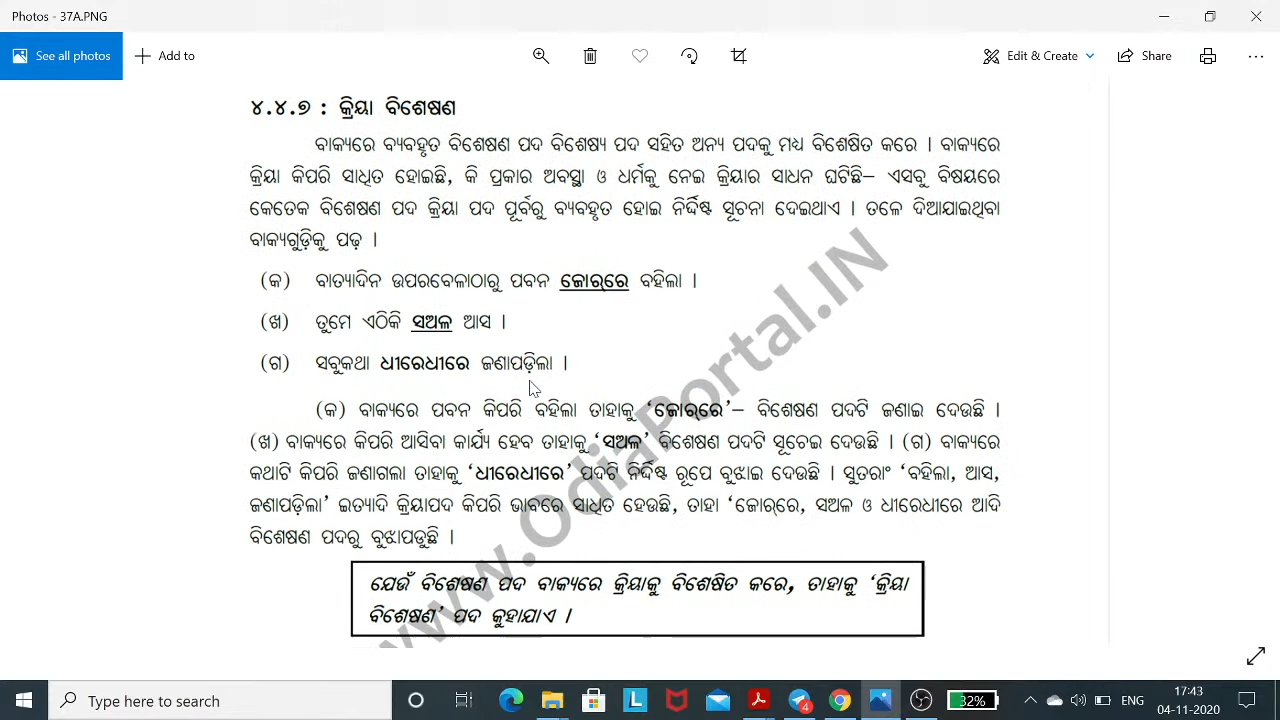 Photos - 37A.PNG
See all photos
Add to
Edit & Create
Share
୪.୪.୭ : କ୍ରିୟା ବିଶେଷଣ
ବାକ୍ୟରେ ବ୍ୟବହୃତ ବିଶେଷଣ ପଦ ବିଶେଷ୍ୟ ପଦ ସହିତ ଅନ୍ୟ ପଦକୁ ମଧ୍ୟ ବିଶେଷିତ କରେ । ବାକ୍ୟରେ
କ୍ରିୟା କିପରି ସାଧିତ ହୋଇଛି, କି ପ୍ରକାର ଅବସ୍ଥା ଓ ଧର୍ମକୁ ନେଇ କ୍ରିୟାର ସାଧନ ଘଟିଛି– ଏସବୁ ବିଷୟରେ
କେତେକ ବିଶେଷଣ ପଦ କ୍ରିୟା ପଦ ପୂର୍ବରୁ ବ୍ୟବହୃତ ହୋଇ ନିର୍ଦ୍ଦିଷ୍ଟ ସୂଚନା ଦେଇଥାଏ । ତଳେ ଦିଆଯାଇଥିବା
ବାକ୍ୟଗୁଡ଼ିକୁ ପଢ଼ ।
(କ) ବାତ୍ୟାଦିନ ଉପରବେଳାଠାରୁ ପବନ ଜୋର୍‌ରେ ବହିଲା ।
(ଖ) ତୁମେ ଏଠିକି ସଅଳ ଆସ ।
(ଗ) ସବୁକଥା ଧୀରେଧୀରେ ଜଣାପଡ଼ିଲା ।
(କ) ବାକ୍ୟରେ ପବନ କିପରି ବହିଲା ତାହାକୁ ‘ଜୋର୍‌ରେ’– ବିଶେଷଣ ପଦଟି ଜଣାଇ ଦେଉଛି ।
(ଖ) ବାକ୍ୟରେ କିପରି ଆସିବା କାର୍ଯ୍ୟ ହେବ ତାହାକୁ ‘ସଅଳ’ ବିଶେଷଣ ପଦଟି ସୂଚେଇ ଦେଉଛି । (ଗ) ବାକ୍ୟରେ
କଥାଟି କିପରି ଜଣାଗଲା ତାହାକୁ ‘ଧୀରେଧୀରେ’ ପଦଟି ନିର୍ଦ୍ଦିଷ୍ଟ ରୂପେ ବୁଝାଇ ଦେଉଛି । ସୁତରାଂ ‘ବହିଲା, ଆସ,
ଜଣାପଡ଼ିଲା’ ଇତ୍ୟାଦି କ୍ରିୟାପଦ କିପରି ଭାବରେ ସାଧିତ ହେଉଛି, ତାହା ‘ଜୋର୍‌ରେ, ସଅଳ ଓ ଧୀରେଧୀରେ ଆଦି
ବିଶେଷଣ ପଦରୁ ବୁଝାପଡୁଛି ।
ଯେଉଁ ବିଶେଷଣ ପଦ ବାକ୍ୟରେ କ୍ରିୟାକୁ ବିଶେଷିତ କରେ, ତାହାକୁ ‘କ୍ରିୟା
ବିଶେଷଣ’ ପଦ କୁହାଯାଏ ।
www.OdiaPortal.IN
Type here to search
4
32%
ENG
17:43
04-11-2020